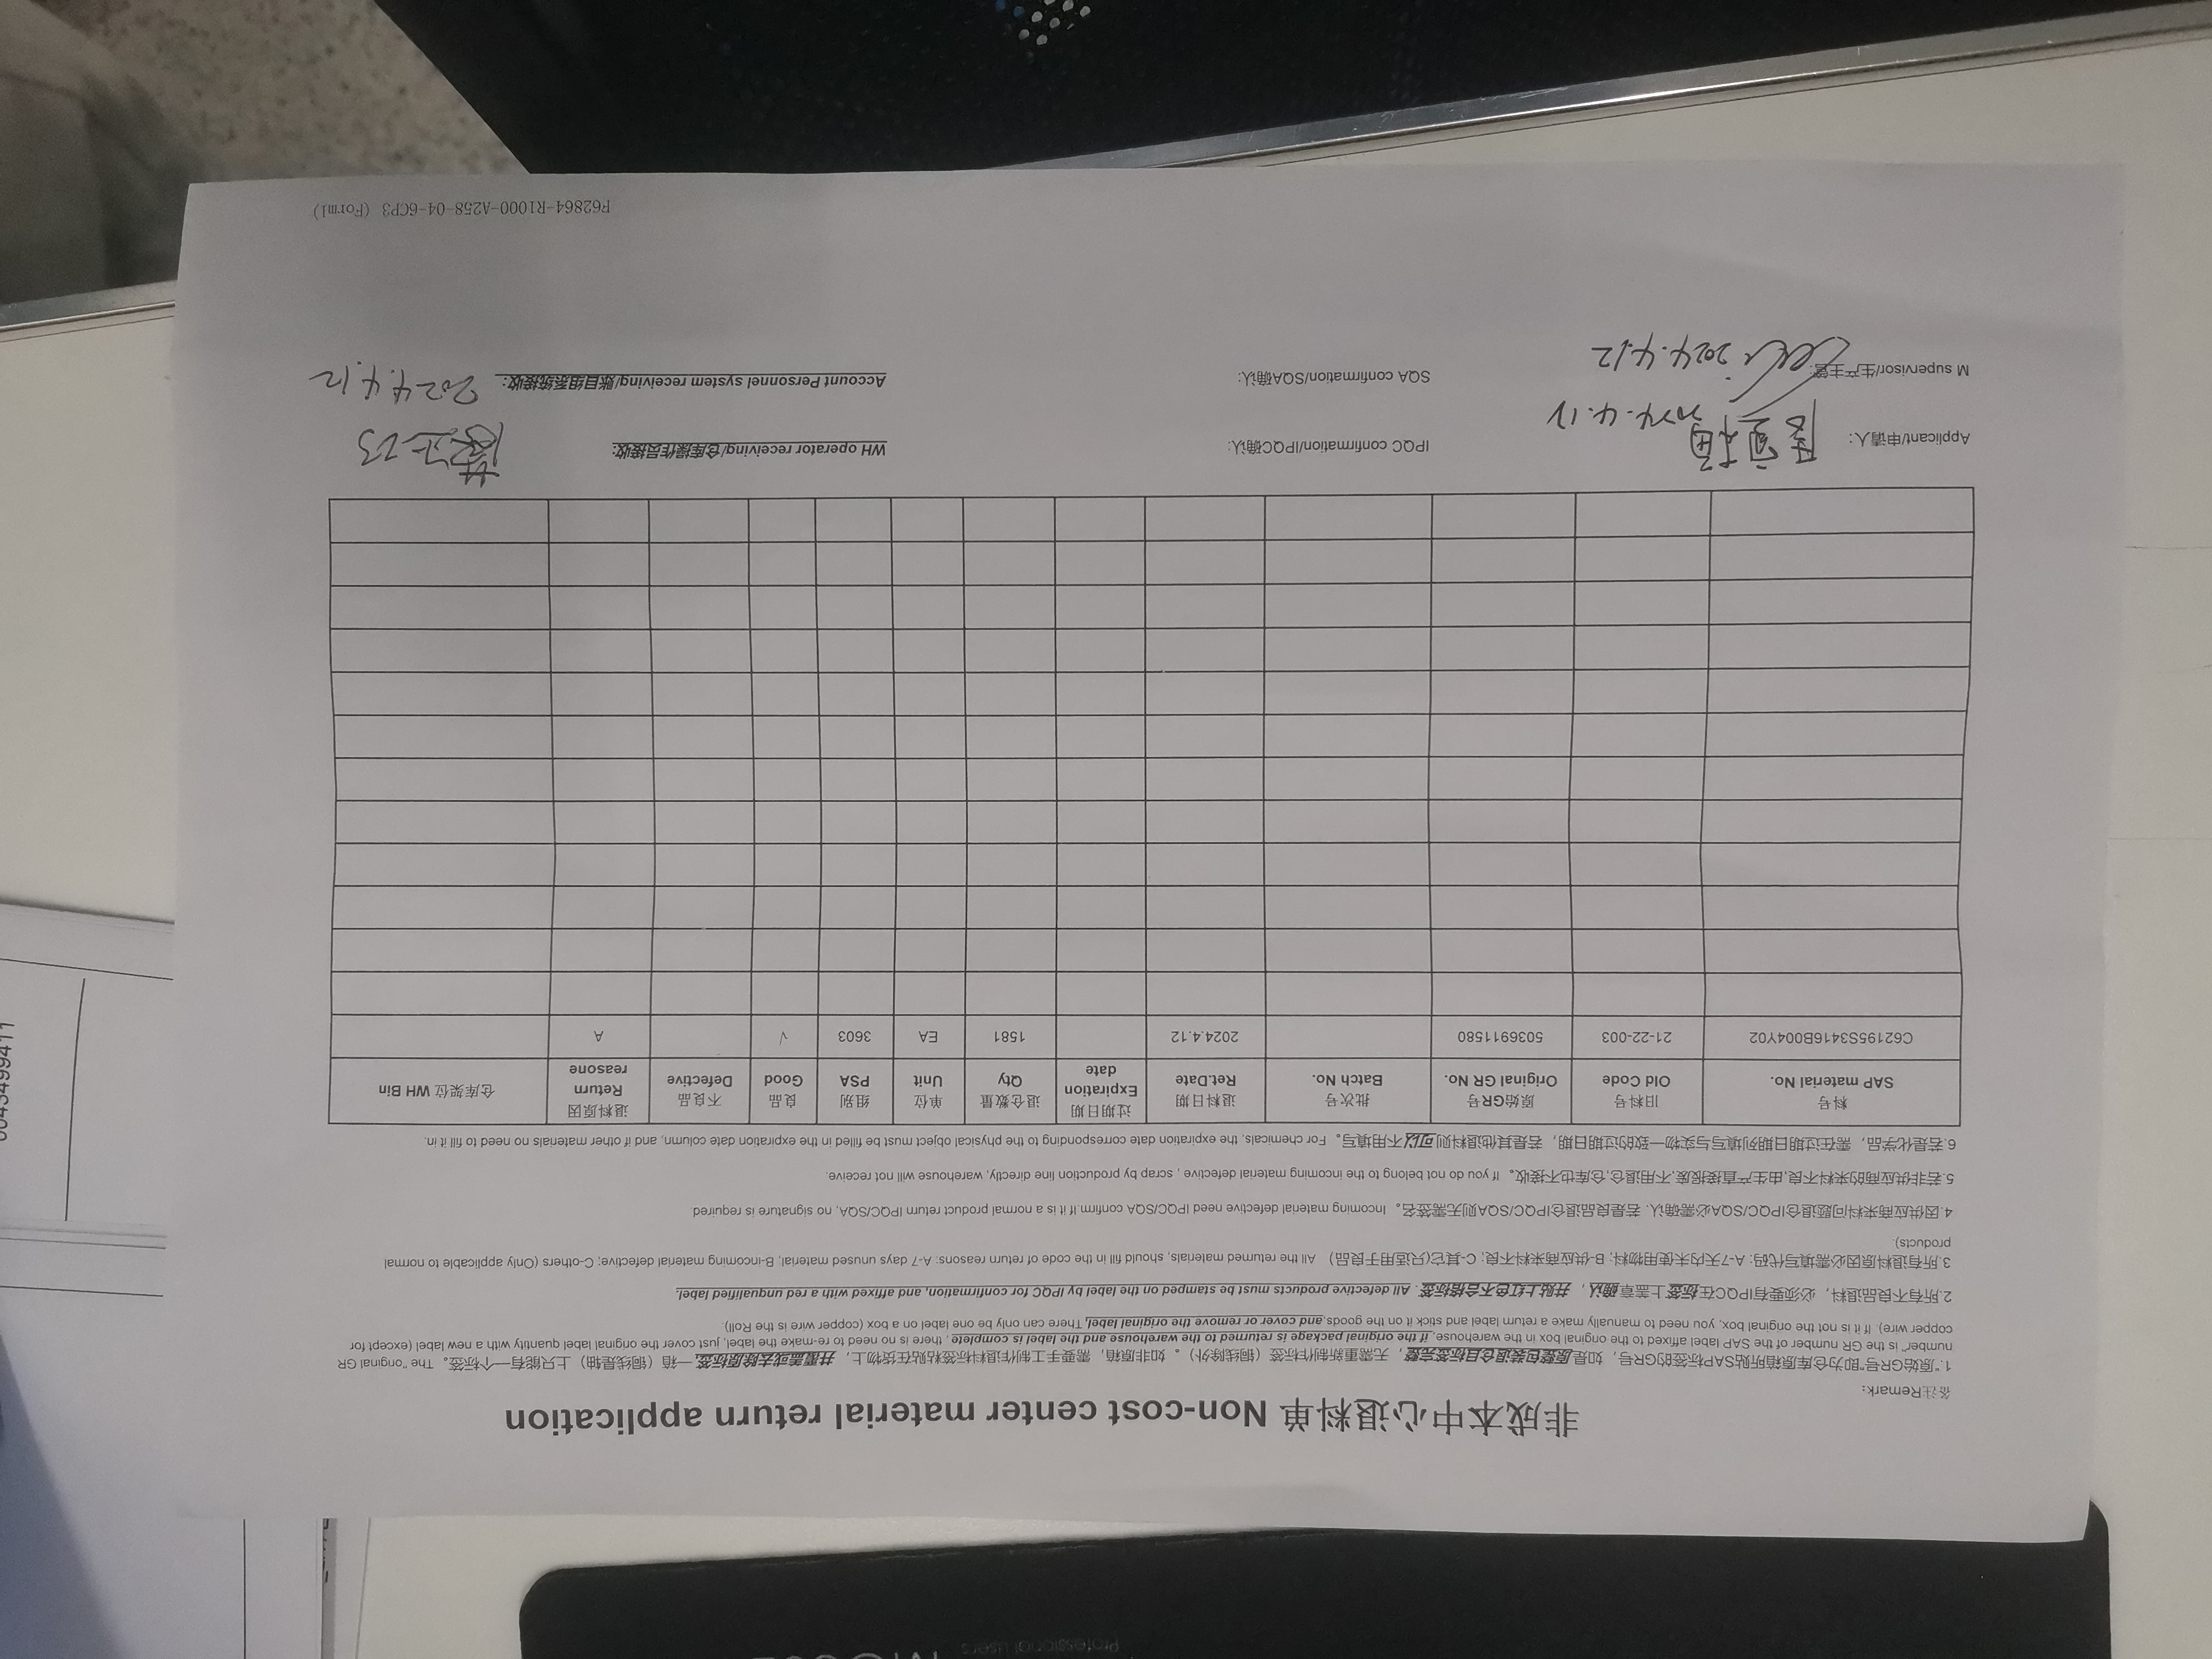 非成本中心退料单 Non-cost center material return application
备注Remark:
1."原始GR号"即为仓库原箱所贴SAP标签的GR号，如是原整包装退仓目标签完整，无需重新制作标签（铜线除外）。如非原箱，需要手工制作退料标签粘贴在货物上，并覆盖或去除原标签,一箱（铜线是轴）上只能有一个标签。The "original GR
number" is the GR number of the SAP label affixed to the original box in the warehouse, if the original package is returned to the warehouse and the label is complete, there is no need to re-make the label, just cover the original label quantity with a new label (except for
copper wire). If it is not the original box, you need to manually make a return label and stick it on the goods,and cover or remove the original label, There can only be one label on a box (copper wire is the Roll).
2.所有不良品退料，必须要有IPQC在标签上盖章确认，并贴上红色不合格标签. All defective products must be stamped on the label by IPQC for confirmation, and affixed with a red unqualified label.
3.所有退料原因必需填写代码: A-7天内未使用物料; B-供应商来料不良; C-其它(只适用于良品) All the returned materials, should fill in the code of return reasons: A-7 days unused material, B-Incoming material defective; C-others (Only applicable to normal
products).
4.因供应商来料问题退仓IPQC/SQA必需确认. 若是良品退仓IPQC/SQA则无需签名。 Incoming material defective need IPQC/SQA confirm.If it is a normal product return IPQC/SQA, no signature is required
5.若非供应商的来料不良,由生产直接报废,不用退仓,仓库也不接收。If you do not belong to the incoming material defective , scrap by production line directly, warehouse will not receive.
6.若是化学品，需在过期日期列填写与实物一致的过期日期，若是其他退料则可以不用填写。For chemicals, the expiration date corresponding to the physical object must be filled in the expiration date column, and if other materials no need to fill it in.
料号 旧料号 原始GR号 批次号 退料日期 过期日期 退仓数量 单位 组别 良品 不良品 退料原因 仓库架位 WH Bin
SAP material No. Old Code Original GR No. Batch No. Ret.Date Expiration date Qty Unit PSA Good Defective Return reasone
C62195S3416B004Y02 21-22-003 5036911580 2024.4.12 1581 EA 3603 √ A
Applicant/申请人: 2024.4.12 IPQC confirmation/IPQC确认: WH operator receiving/仓库操作员接收:
M supervisor/生产主管: 2024.4.12 SQA confirmation/SQA确认: Account Personnel system receiving/账目组系统接收: 2024.4.12
P62864-R1000-A258-04-6CP3 (Form1)
Professional users